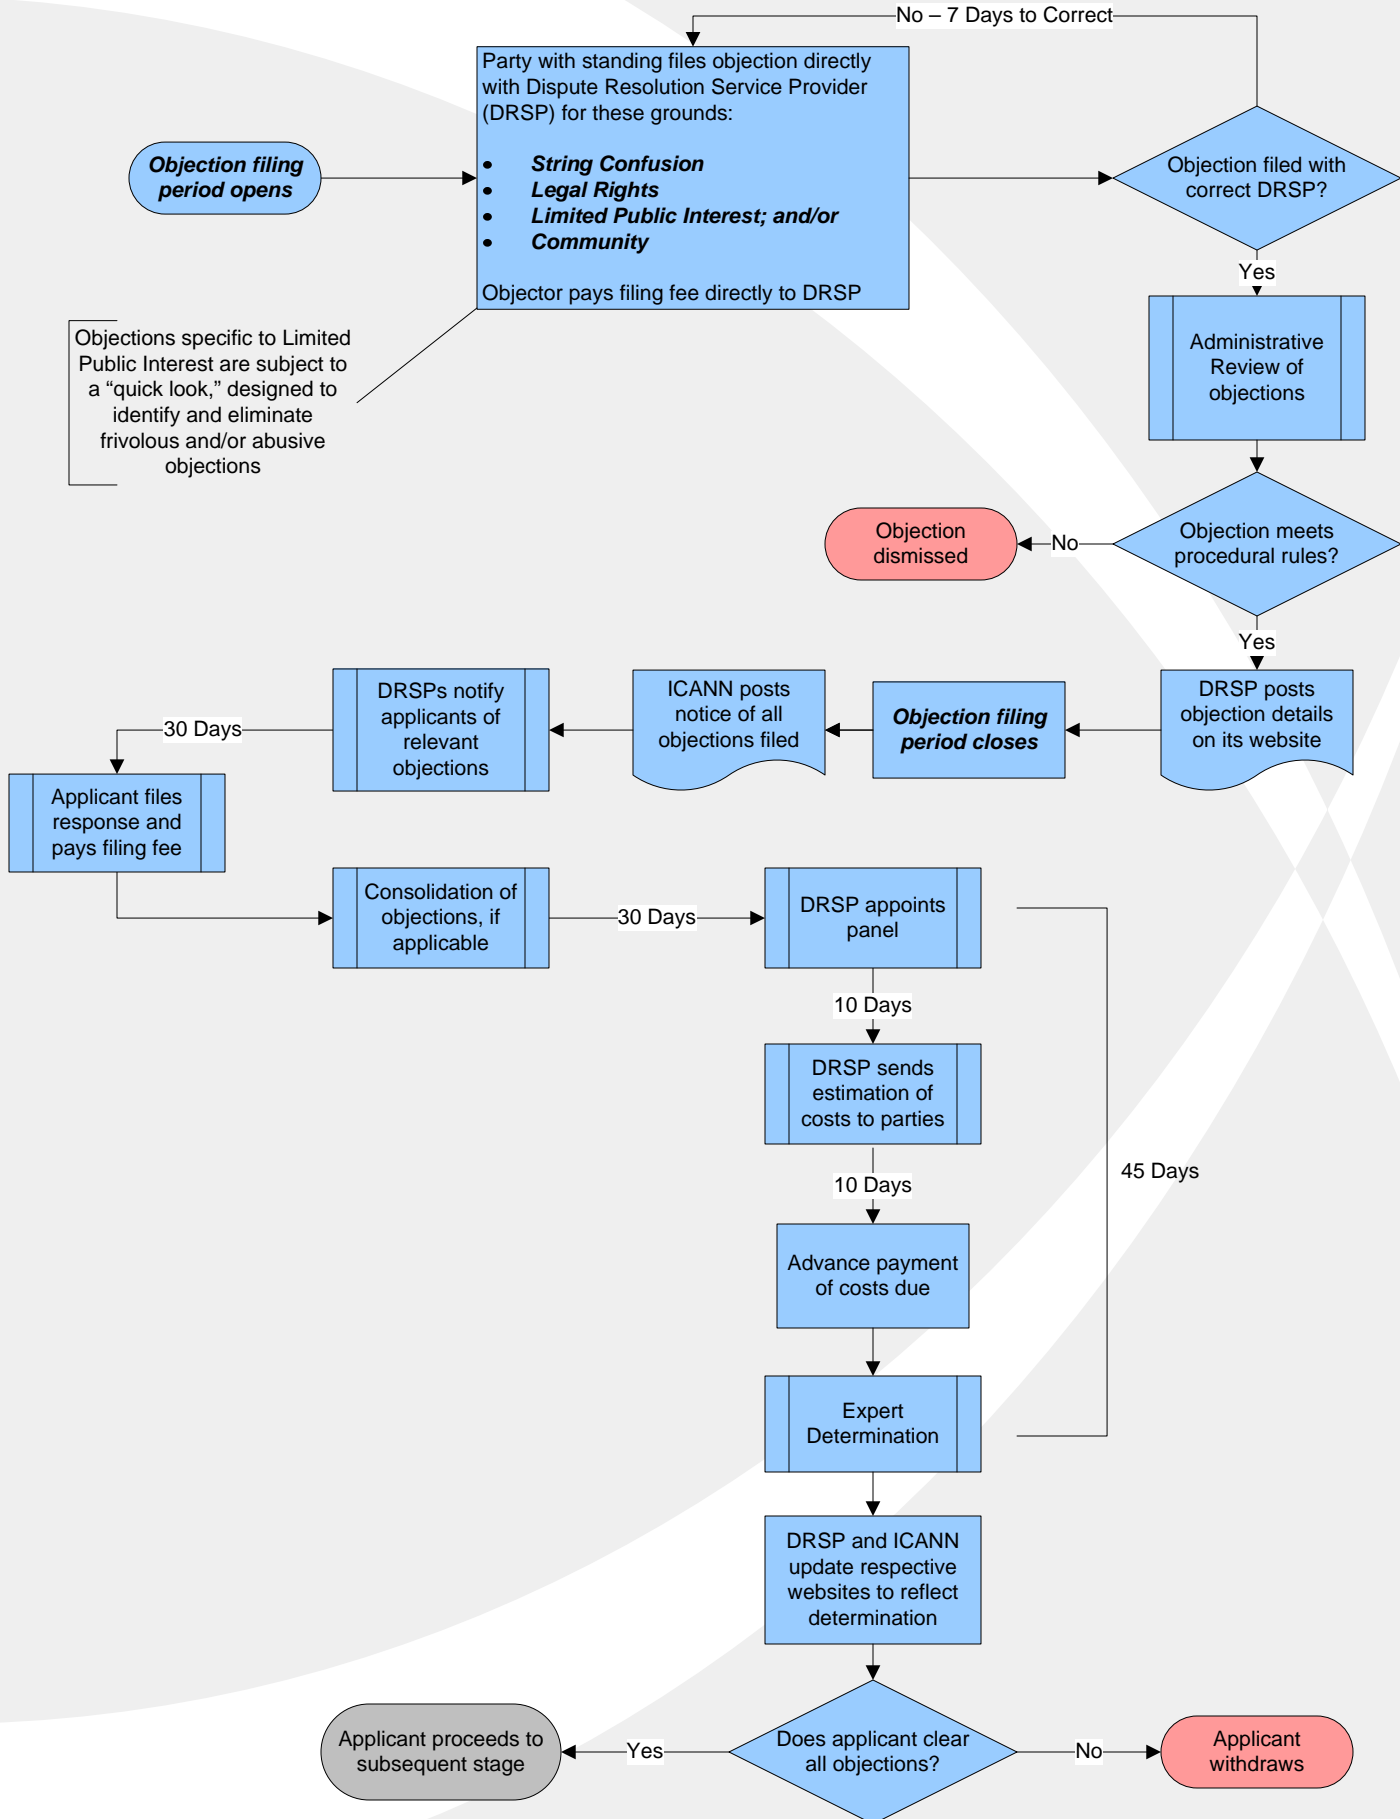 No – 7 Days to Correct
Party with standing files objection directly
with Dispute Resolution Service Provider
(DRSP) for these grounds:
• String Confusion
• Legal Rights
• Limited Public Interest; and/or
• Community
Objector pays filing fee directly to DRSP
Objection filing
period opens
Objection filed with
correct DRSP?
Yes
Objections specific to Limited
Public Interest are subject to
a “quick look,” designed to
identify and eliminate
frivolous and/or abusive
objections
Administrative
Review of
objections
Objection meets
procedural rules?
No
Objection
dismissed
Yes
DRSP posts
objection details
on its website
Objection filing
period closes
ICANN posts
notice of all
objections filed
DRSPs notify
applicants of
relevant
objections
30 Days
Applicant files
response and
pays filing fee
Consolidation of
objections, if
applicable
30 Days
DRSP appoints
panel
10 Days
DRSP sends
estimation of
costs to parties
10 Days
45 Days
Advance payment
of costs due
Expert
Determination
DRSP and ICANN
update respective
websites to reflect
determination
Does applicant clear
all objections?
Yes
Applicant proceeds to
subsequent stage
No
Applicant
withdraws